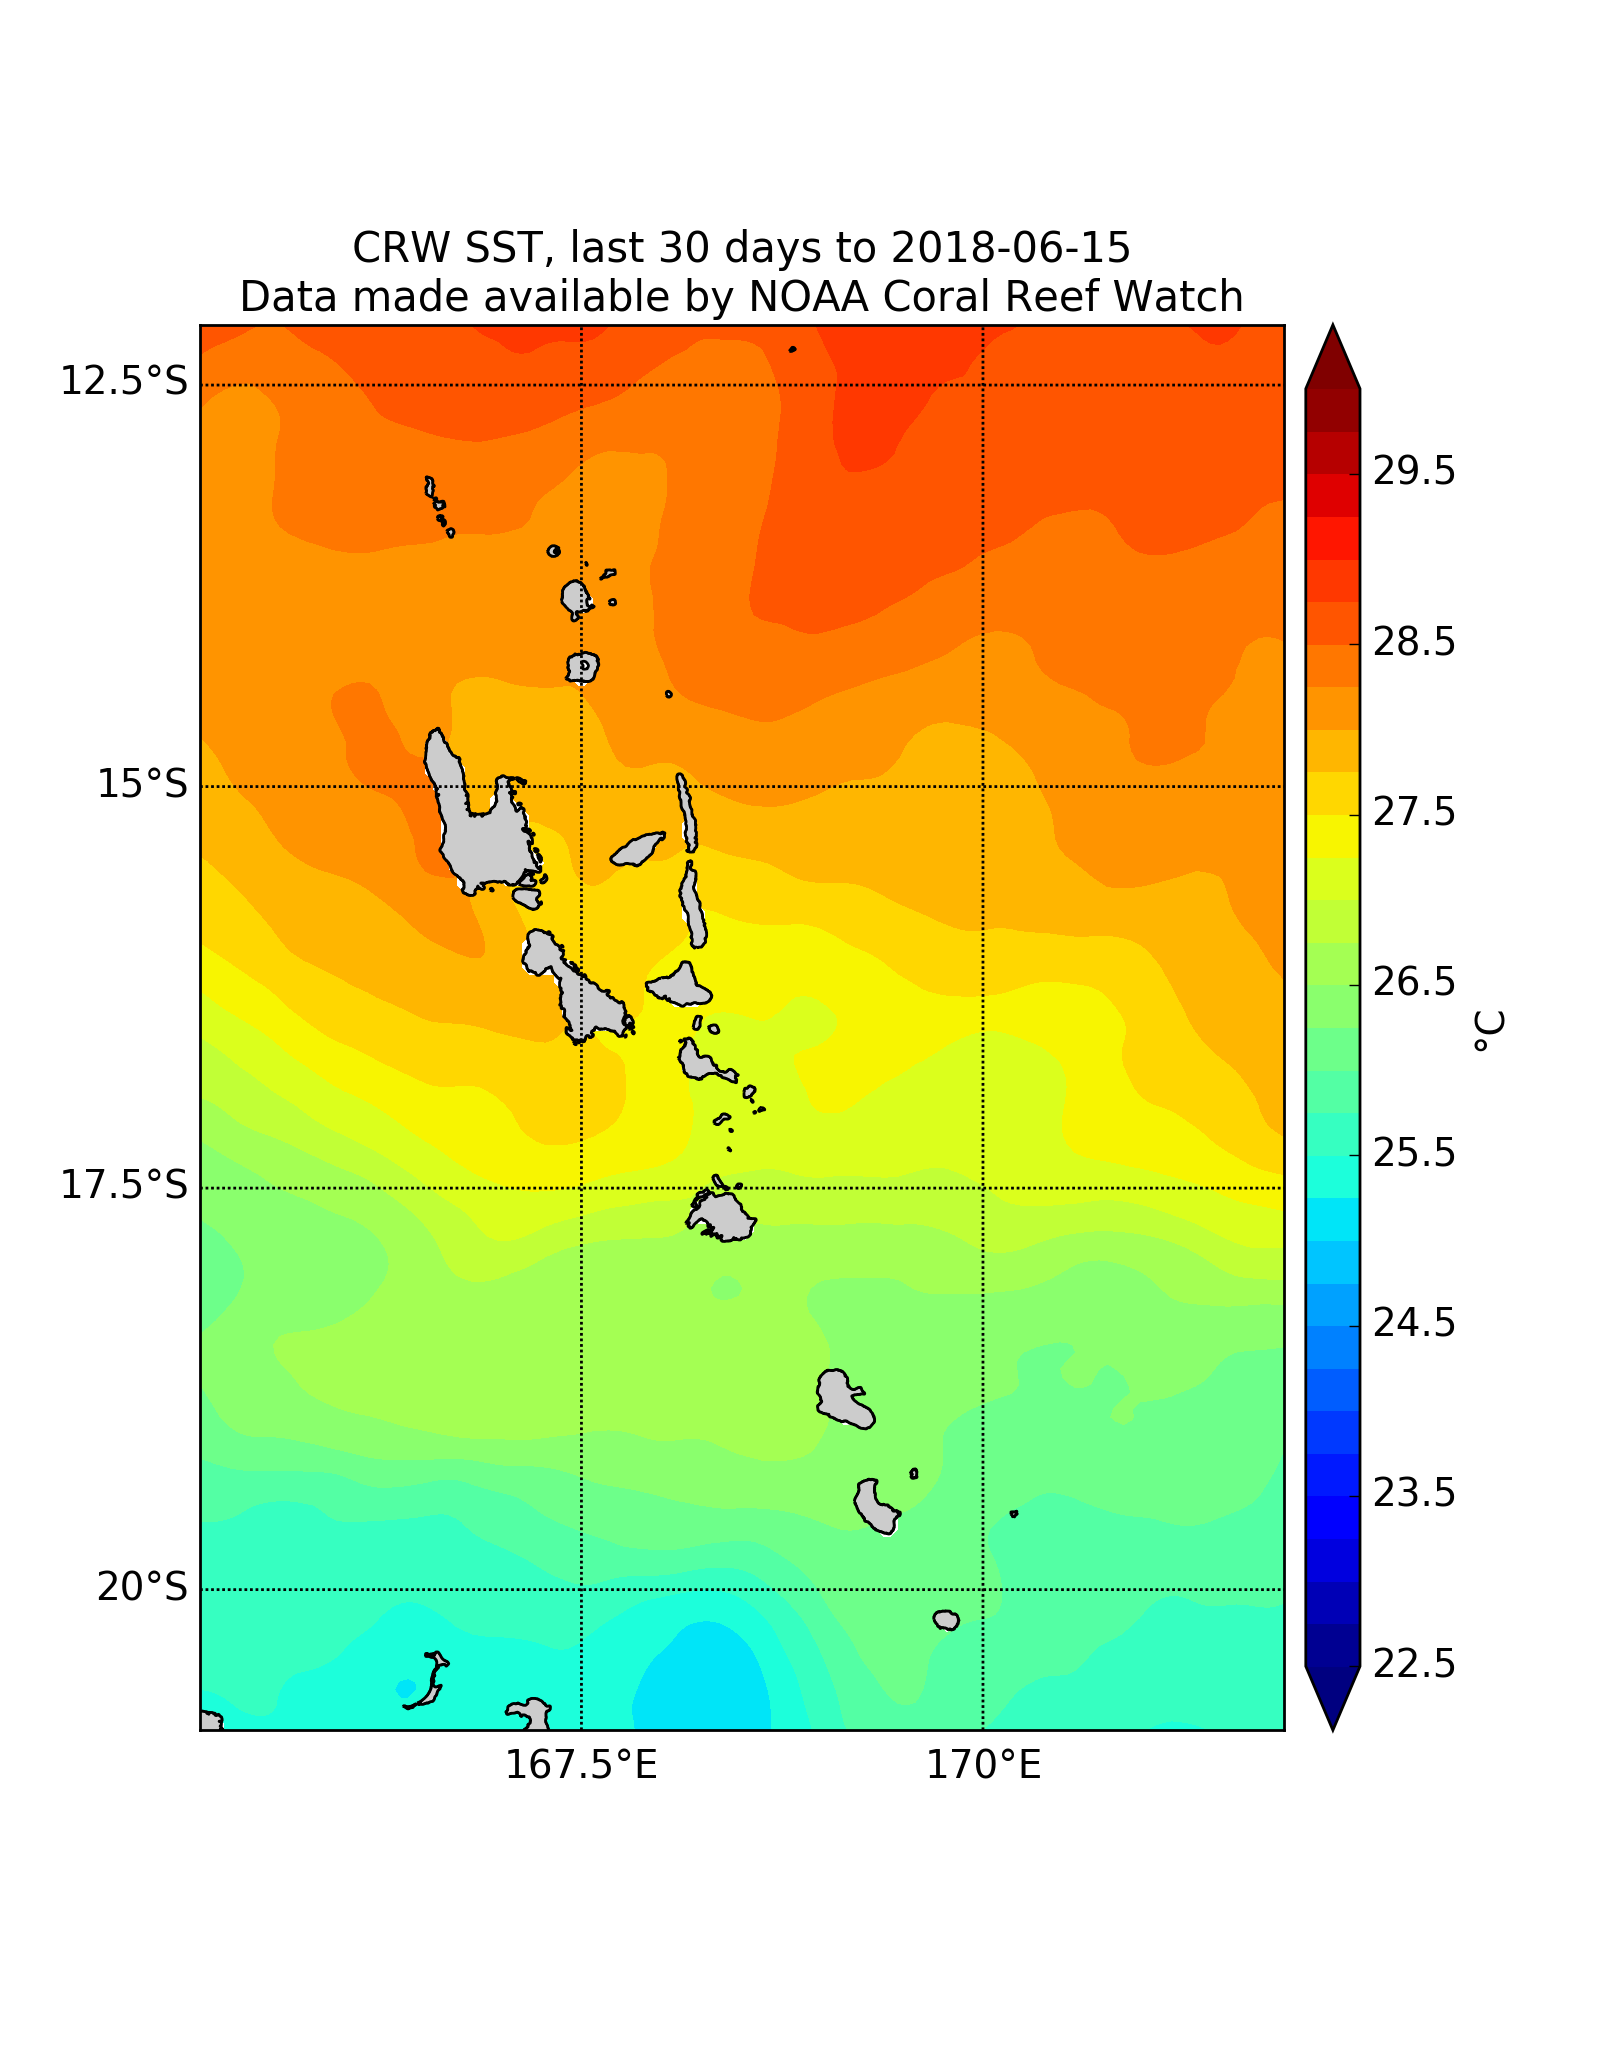 CRW SST, last 30 days to 2018-06-15
Data made available by NOAA Coral Reef Watch
12.5°S
15°S
17.5°S
20°S
167.5°E
170°E
29.5
28.5
27.5
26.5
25.5
24.5
23.5
22.5
°C